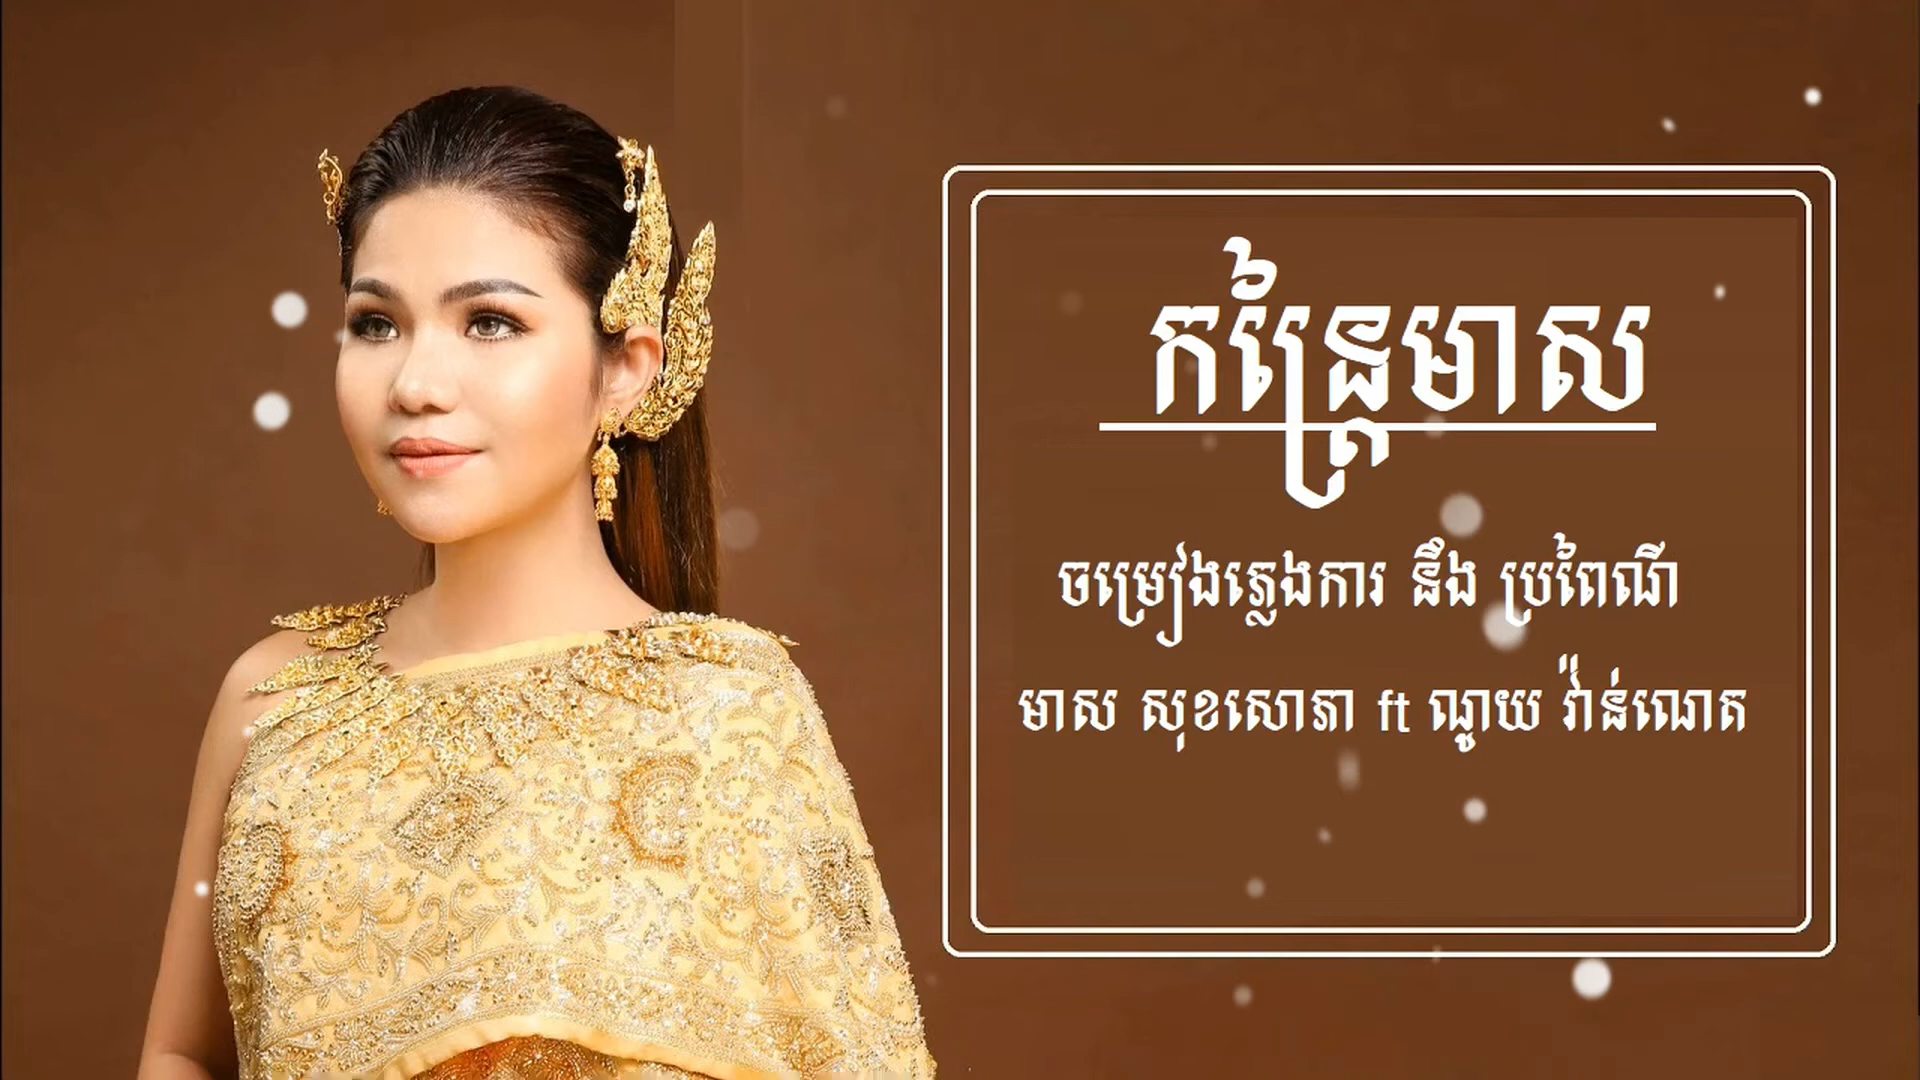 កន្ត្រៃមាស
ចម្រៀងភ្លេងការ នឹង ប្រពៃណី
មាស សុខសោភា ft ណូយ វ៉ាន់ណេត